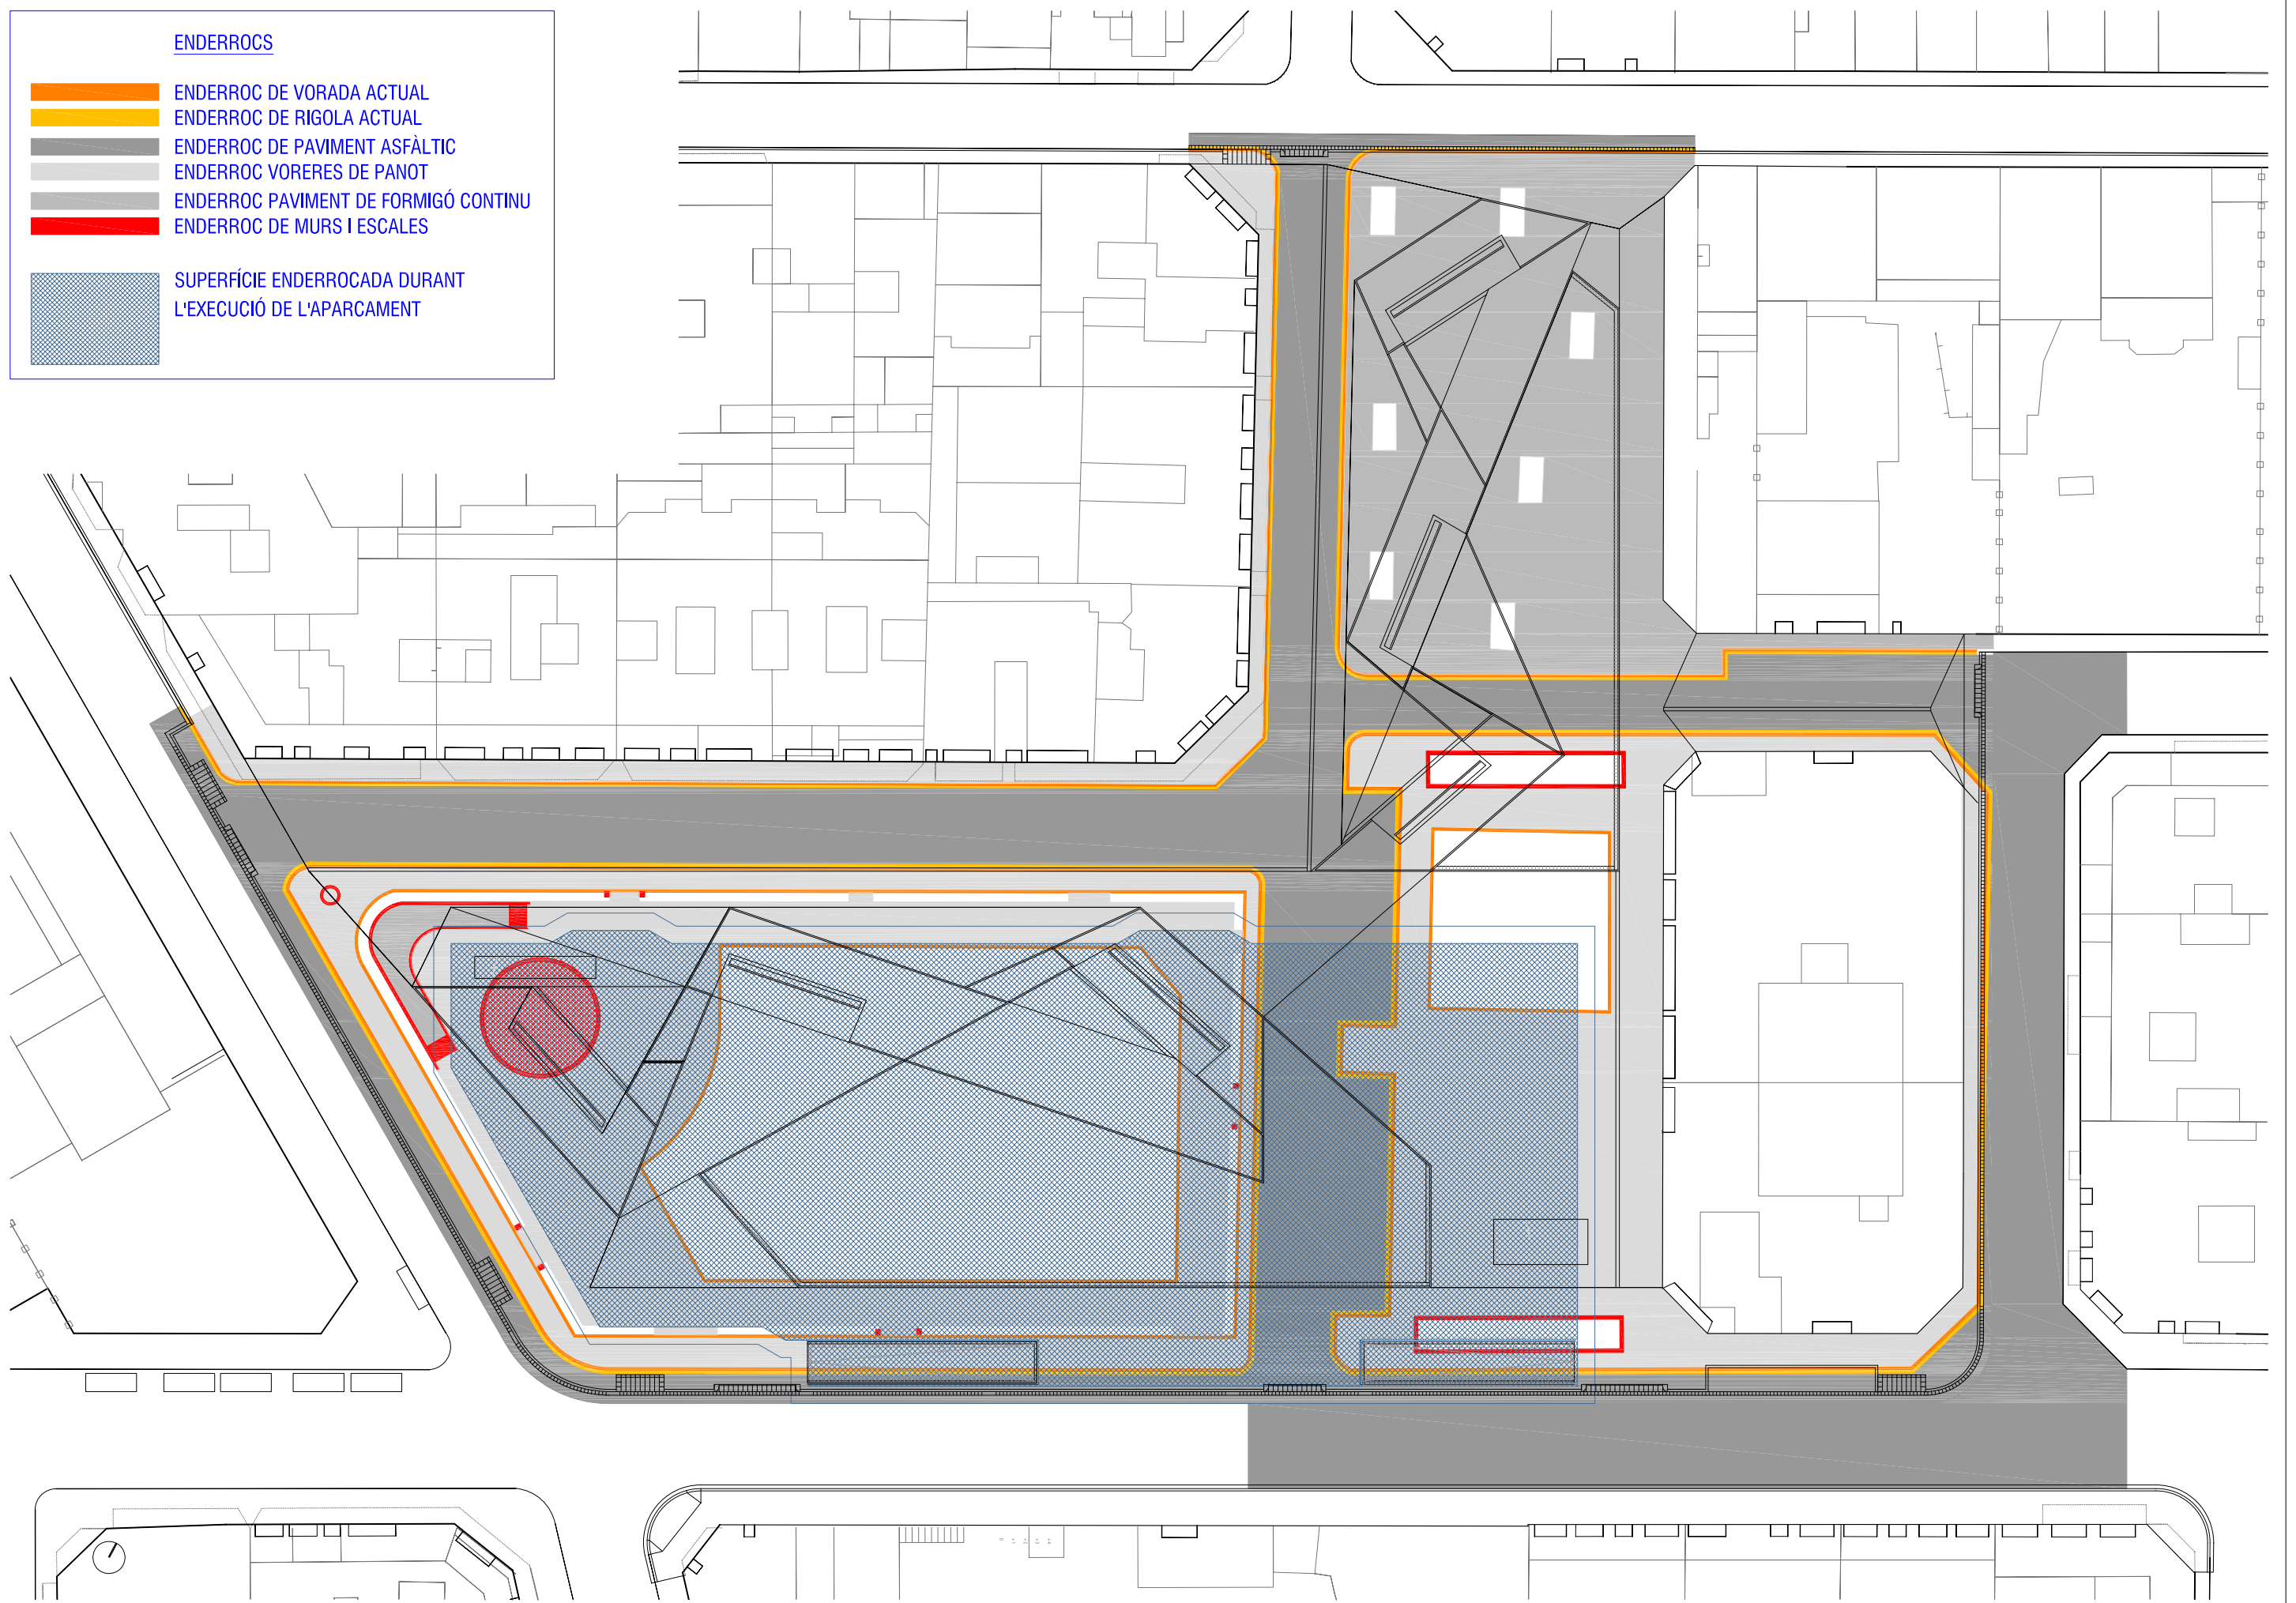 ENDERROCS
ENDERROC DE VORADA ACTUAL
ENDERROC DE RIGOLA ACTUAL
ENDERROC DE PAVIMENT ASFÀLTIC
ENDERROC VORERES DE PANOT
ENDERROC PAVIMENT DE FORMIGÓ CONTINU
ENDERROC DE MURS I ESCALES
SUPERFÍCIE ENDERROCADA DURANT
L'EXECUCIÓ DE L'APARCAMENT